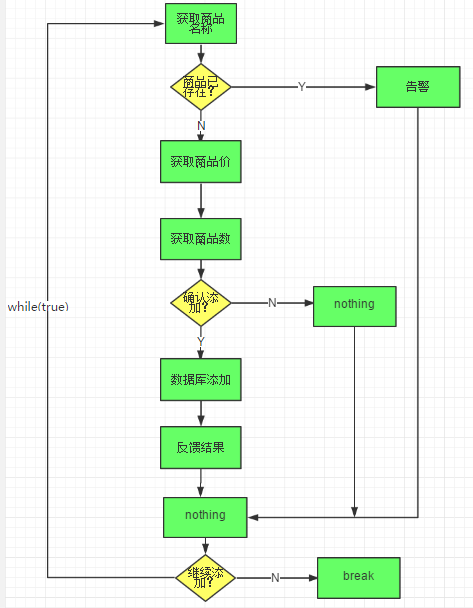 获取商品
名称
商品已
存在？
Y
告警
N
获取商品价
获取商品数
确认添
加？
N
nothing
while(true)
Y
数据库添加
反馈结果
nothing
继续添
加？
N
break